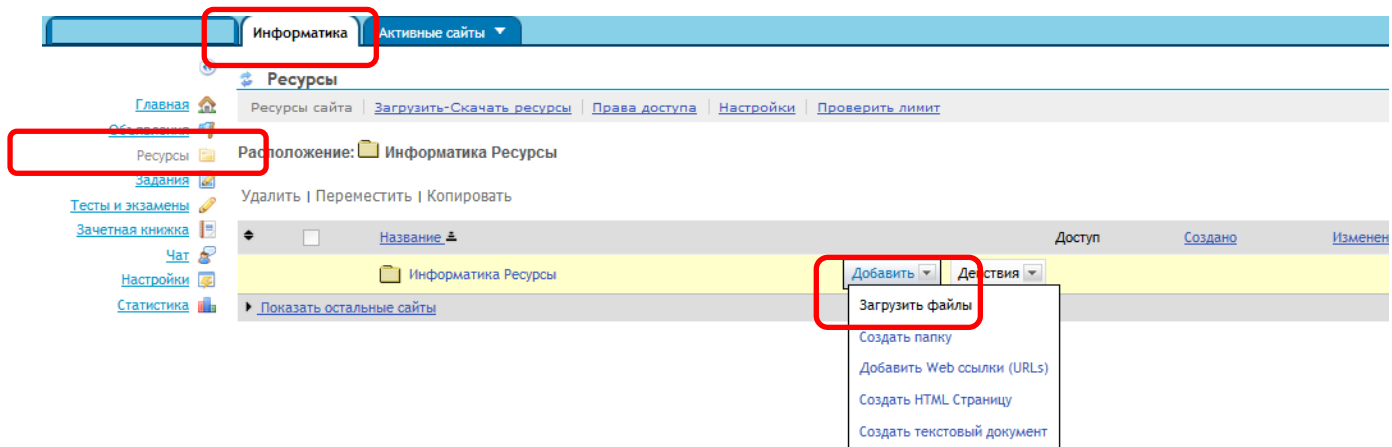 Информатика Активные сайты
Ресурсы
Главная
Ресурсы сайта Загрузить-Скачать ресурсы Права доступа Настройки Проверить лимит
Объявления
Ресурсы
Расположение: Информатика Ресурсы
Задания
Удалить | Переместить | Копировать
Тесты и экзамены
Зачетная книжка
Название Доступ Создано Изменен
Чат
Настройки
Информатика Ресурсы Добавить Действия
Статистика
Показать остальные сайты
Загрузить файлы
Создать папку
Добавить Web ссылки (URLs)
Создать HTML Страницу
Создать текстовый документ